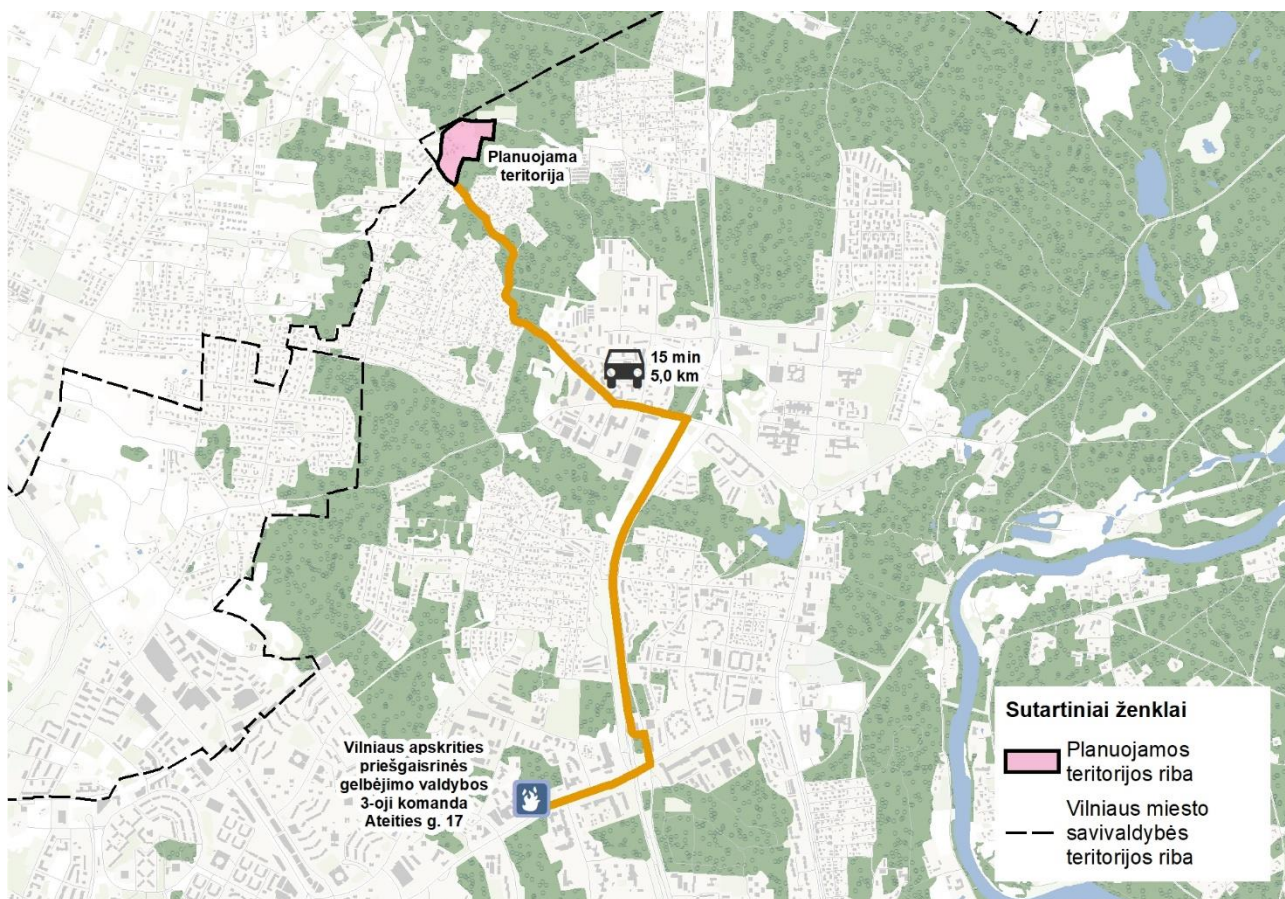 Planuojama
teritorija
15 min
5,0 km
Vilniaus apskrities
priešgaisrinės
gelbėjimo valdybos
3-oji komanda
Ateities g. 17
Sutartiniai ženklai
Planuojamos
teritorijos riba
Vilniaus miesto
savivaldybės
teritorijos riba